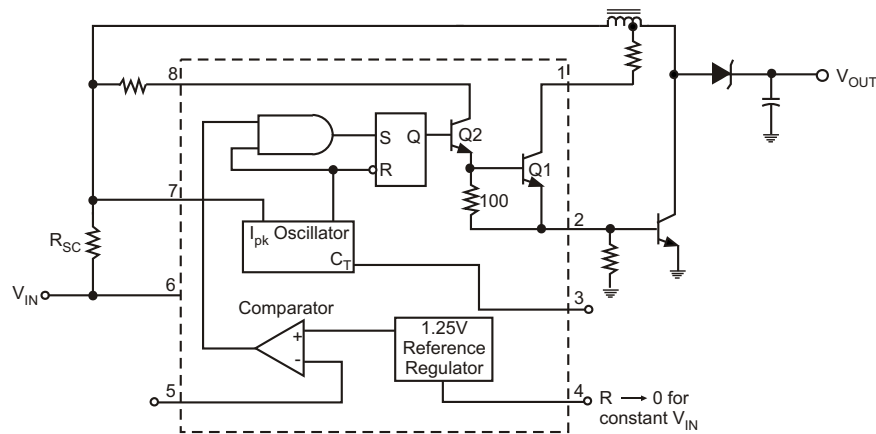 8
1
V_OUT
S
Q
Q2
R
Q1
7
100
2
I_pk Oscillator
R_SC
C_T
V_IN
6
3
Comparator
+
-
1.25V
Reference
Regulator
5
4
R → 0 for
constant V_IN